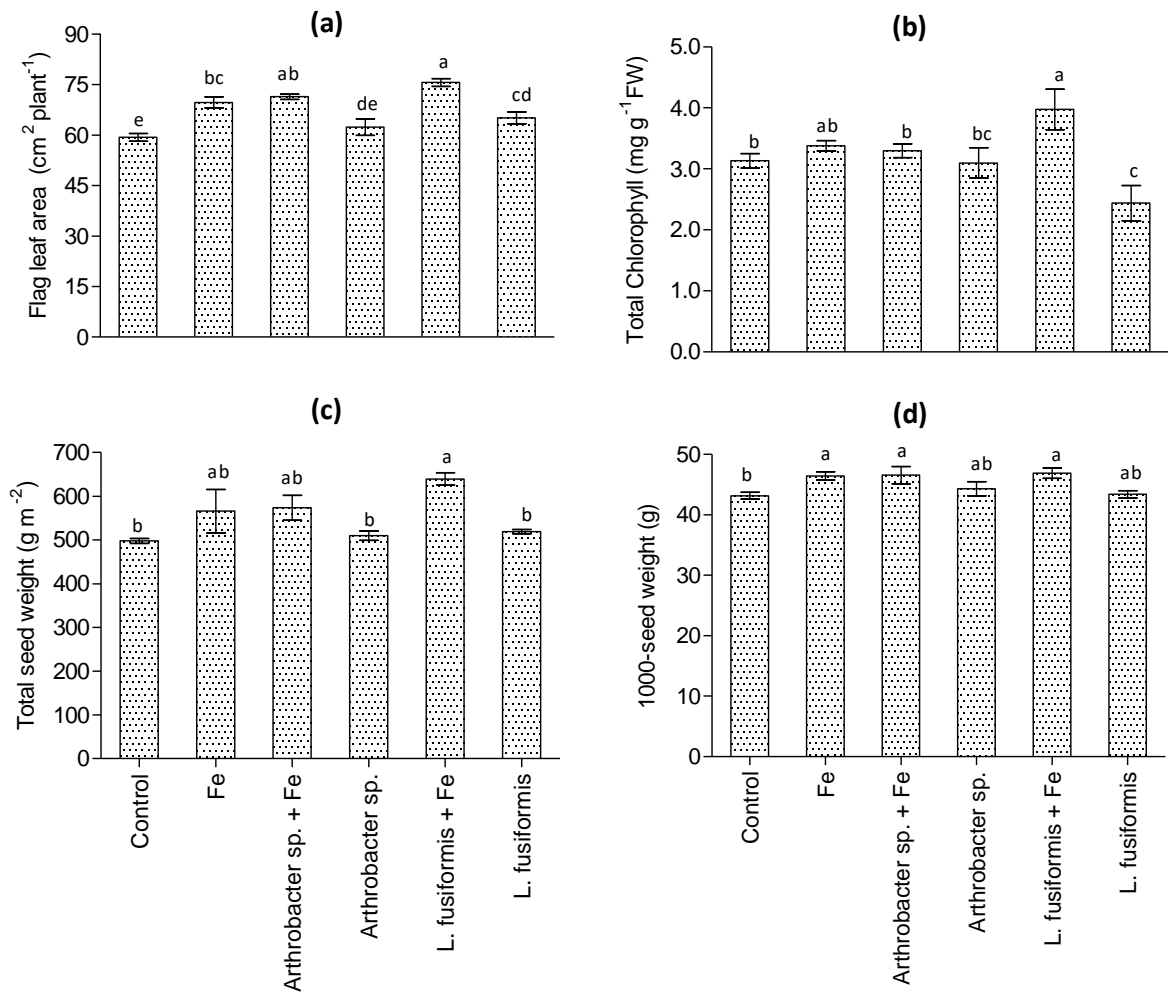 (a)
Flag leaf area (cm² plant⁻¹)
90
75
60
45
30
15
0
e
bc
ab
de
a
cd
(b)
Total Chlorophyll (mg g⁻¹ FW)
5.0
4.0
3.0
2.0
1.0
0.0
b
ab
b
bc
a
c
(c)
Total seed weight (g m⁻²)
700
600
500
400
300
200
100
0
b
ab
ab
b
a
b
Control
Fe
Arthrobacter sp. + Fe
Arthrobacter sp.
L. fusiformis + Fe
L. fusiformis
(d)
1000-seed weight (g)
50
40
30
20
10
0
b
a
a
ab
a
ab
Control
Fe
Arthrobacter sp. + Fe
Arthrobacter sp.
L. fusiformis + Fe
L. fusiformis